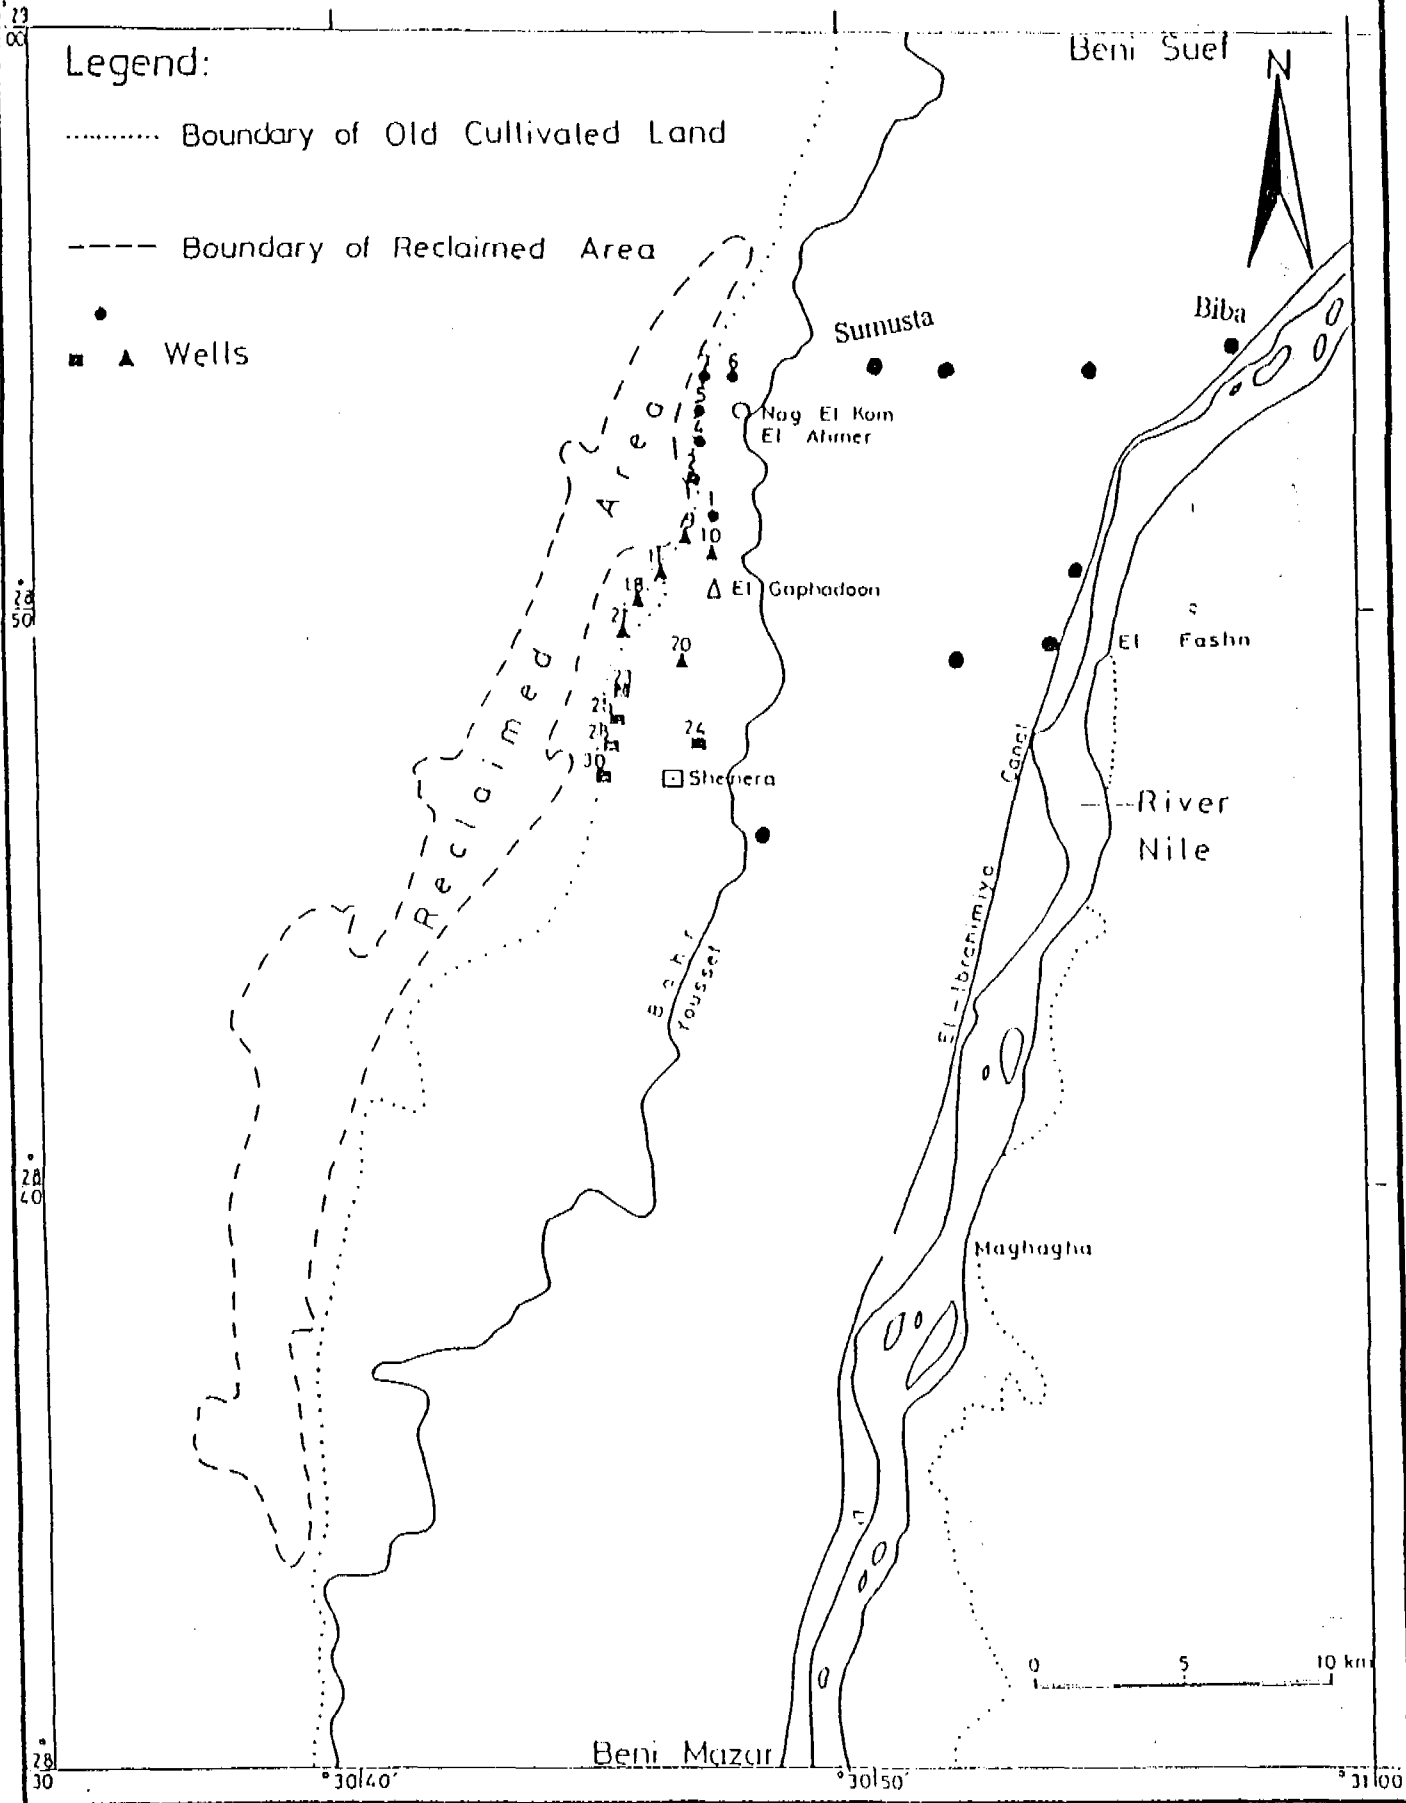 29
00
Beni Suef
Legend:
N
Boundary of Old Cultivated Land
Boundary of Reclaimed Area
Wells
Sumusta
Biba
6
Nag El Kom
El Ahmer
1
10
El Gaphadoon
18
28°
50
20
El Fashn
24
Shenera
30
Reclaimed Area
River
Nile
El-Ibrahimiya Canal
Bahr
Youssef
28°
40
Maghagha
0 5 10 km
Beni Mazar
28°
30
30°40'
30°50'
31°00